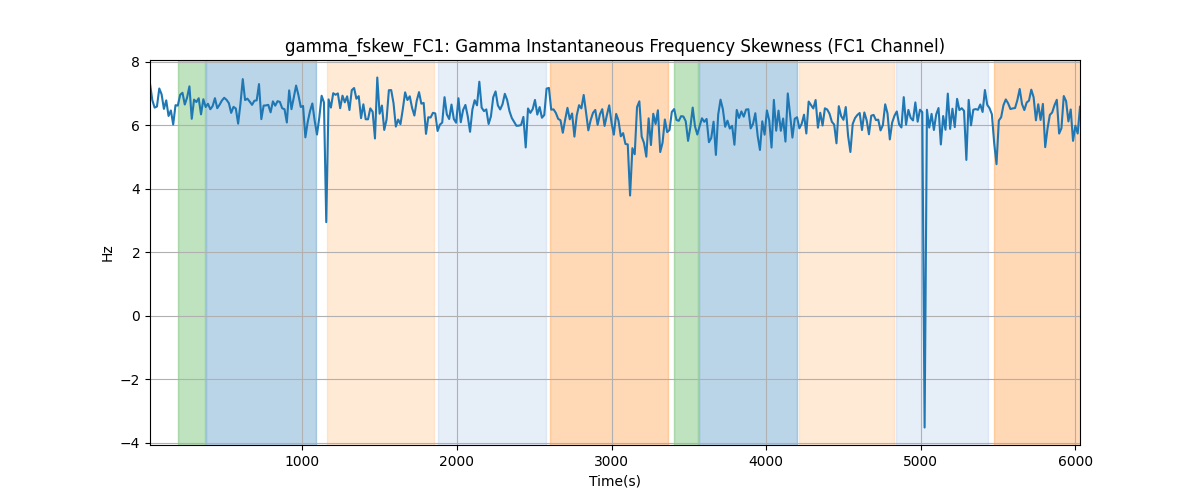 gamma_fskew_FC1: Gamma Instantaneous Frequency Skewness (FC1 Channel)
8
6
4
2
0
−2
−4
Hz
1000 2000 3000 4000 5000 6000
Time(s)